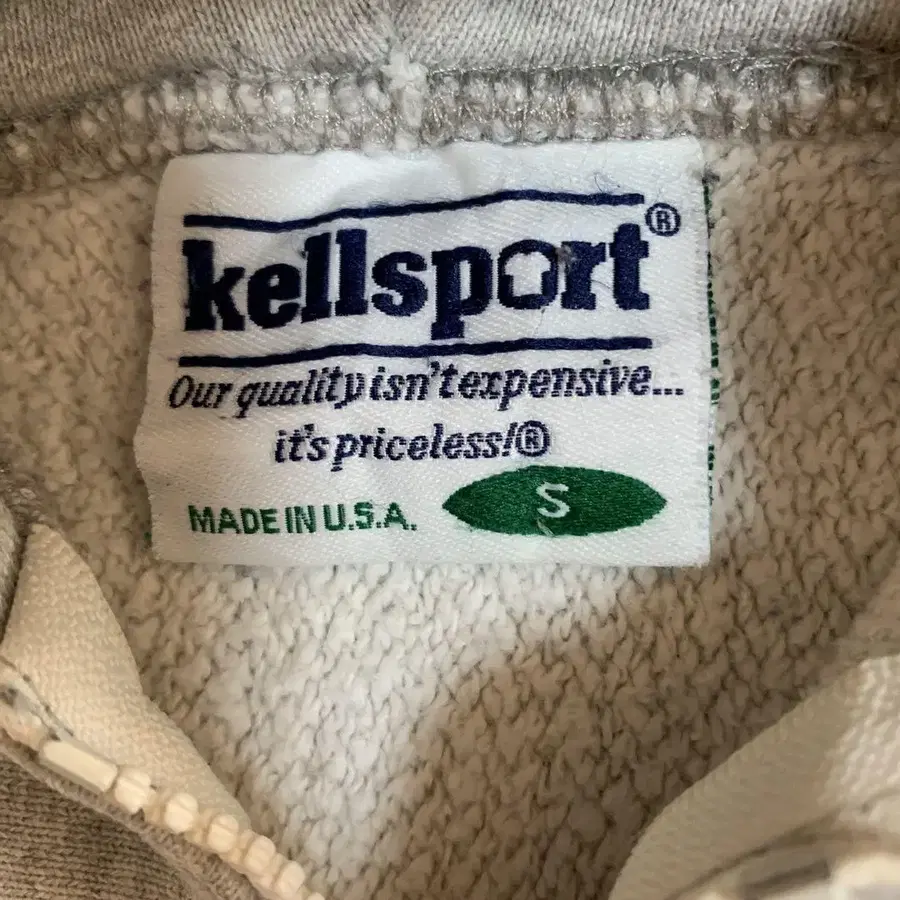 kellsport®
Our quality isn't expensive...
it's priceless!®
MADE IN U.S.A. S